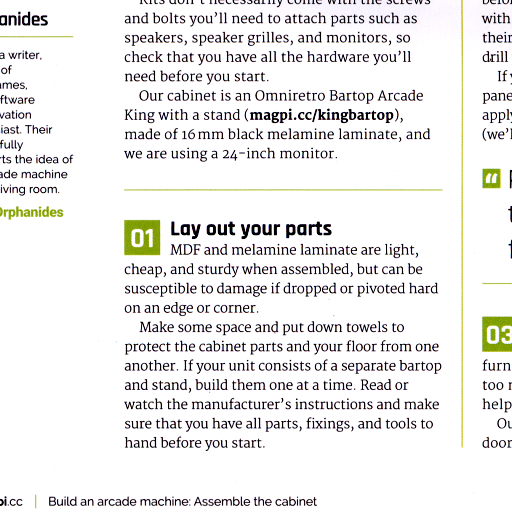 anides
a writer,
of
mes,
ftware
vation
iast. Their
fully
rts the idea of
ade machine
iving room.
Orphanides
Kits don't necessarily come with the screws
and bolts you'll need to attach parts such as
speakers, speaker grilles, and monitors, so
check that you have all the hardware you'll
need before you start.
Our cabinet is an Omniretro Bartop Arcade
King with a stand (magpi.cc/kingbartop),
made of 16 mm black melamine laminate, and
we are using a 24-inch monitor.
01 Lay out your parts
MDF and melamine laminate are light,
cheap, and sturdy when assembled, but can be
susceptible to damage if dropped or pivoted hard
on an edge or corner.
Make some space and put down towels to
protect the cabinet parts and your floor from one
another. If your unit consists of a separate bartop
and stand, build them one at a time. Read or
watch the manufacturer's instructions and make
sure that you have all parts, fixings, and tools to
hand before you start.
with
their
drill
If y
pane
apply
(we'l
03
furn
too r
help
Ou
door
pi.cc | Build an arcade machine: Assemble the cabinet